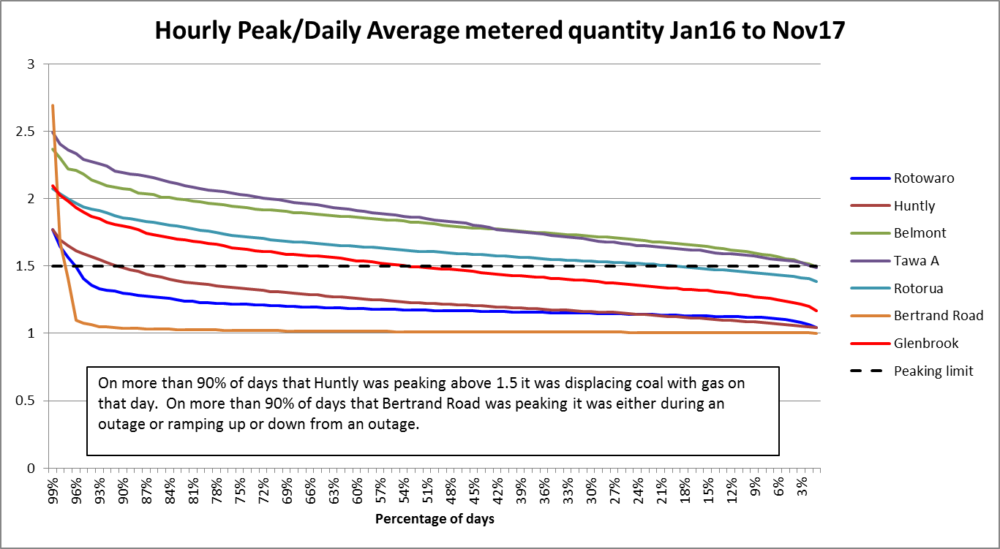 Hourly Peak/Daily Average metered quantity Jan16 to Nov17
3
2.5
2
1.5
1
0.5
0
Rotowaro
Huntly
Belmont
Tawa A
Rotorua
Bertrand Road
Glenbrook
Peaking limit
On more than 90% of days that Huntly was peaking above 1.5 it was displacing coal with gas on
that day.  On more than 90% of days that Bertrand Road was peaking it was either during an
outage or ramping up or down from an outage.
99% 96% 93% 90% 87% 84% 81% 78% 75% 72% 69% 66% 63% 60% 57% 54% 51% 48% 45% 42% 39% 36% 33% 30% 27% 24% 21% 18% 15% 12% 9% 6% 3%
Percentage of days